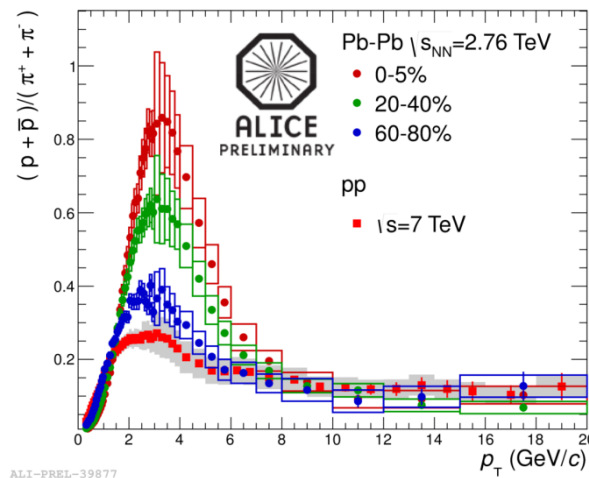 (p + p̅)/(π⁺ + π⁻)
1
0.8
0.6
0.4
0.2
Pb-Pb \s_NN=2.76 TeV
0-5%
20-40%
60-80%
pp
\s=7 TeV
ALICE
PRELIMINARY
0 2 4 6 8 10 12 14 16 18 20
p_T (GeV/c)
ALI-PREL-39877